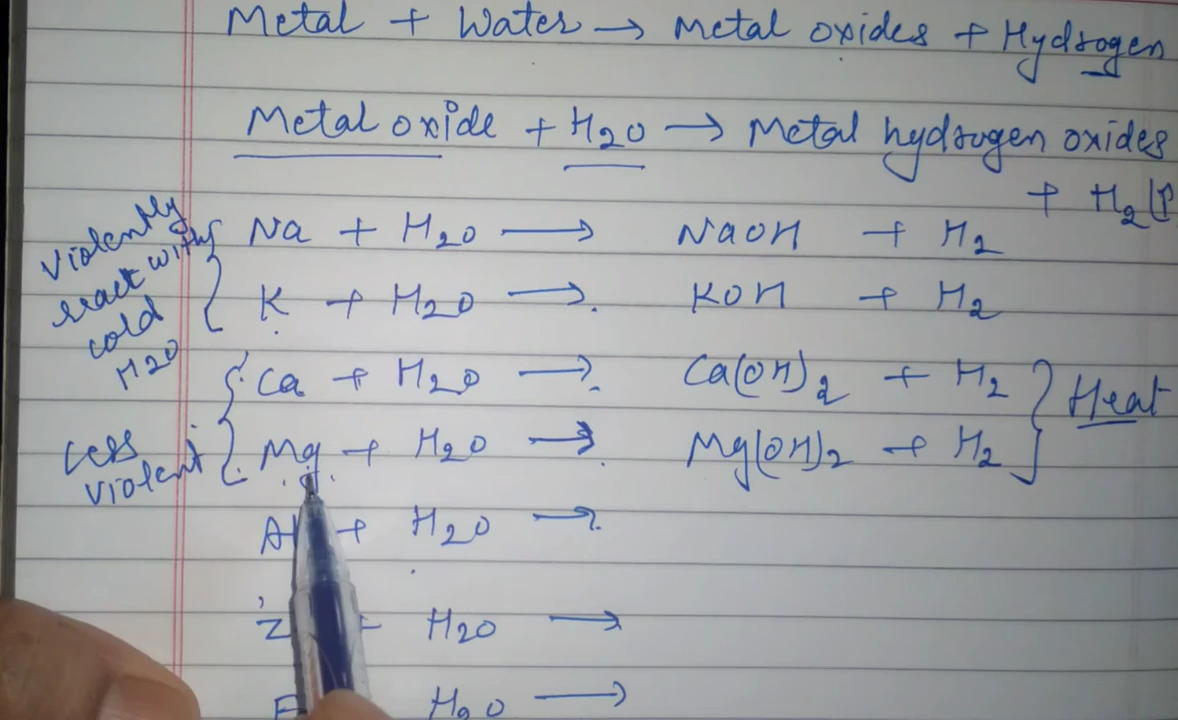 Metal + Water → Metal oxides + Hydrogen
Metal oxide + H2O → Metal hydrogen oxides
+ H2
Violently react with cold H2O
Na + H2O → NaOH + H2
K + H2O → KOH + H2
Less violent
Ca + H2O → Ca(OH)2 + H2
Mg + H2O → Mg(OH)2 + H2
Heat
Al + H2O →
Z + H2O →
H2O →